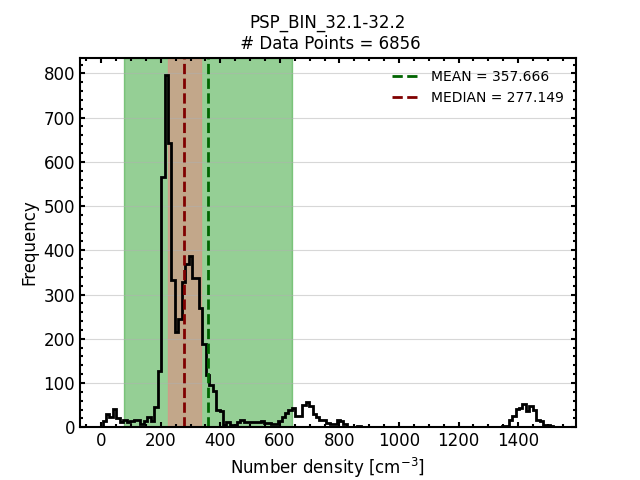 PSP_BIN_32.1-32.2
# Data Points = 6856
MEAN = 357.666
MEDIAN = 277.149
Frequency
800
700
600
500
400
300
200
100
0
0 200 400 600 800 1000 1200 1400
Number density [cm⁻³]